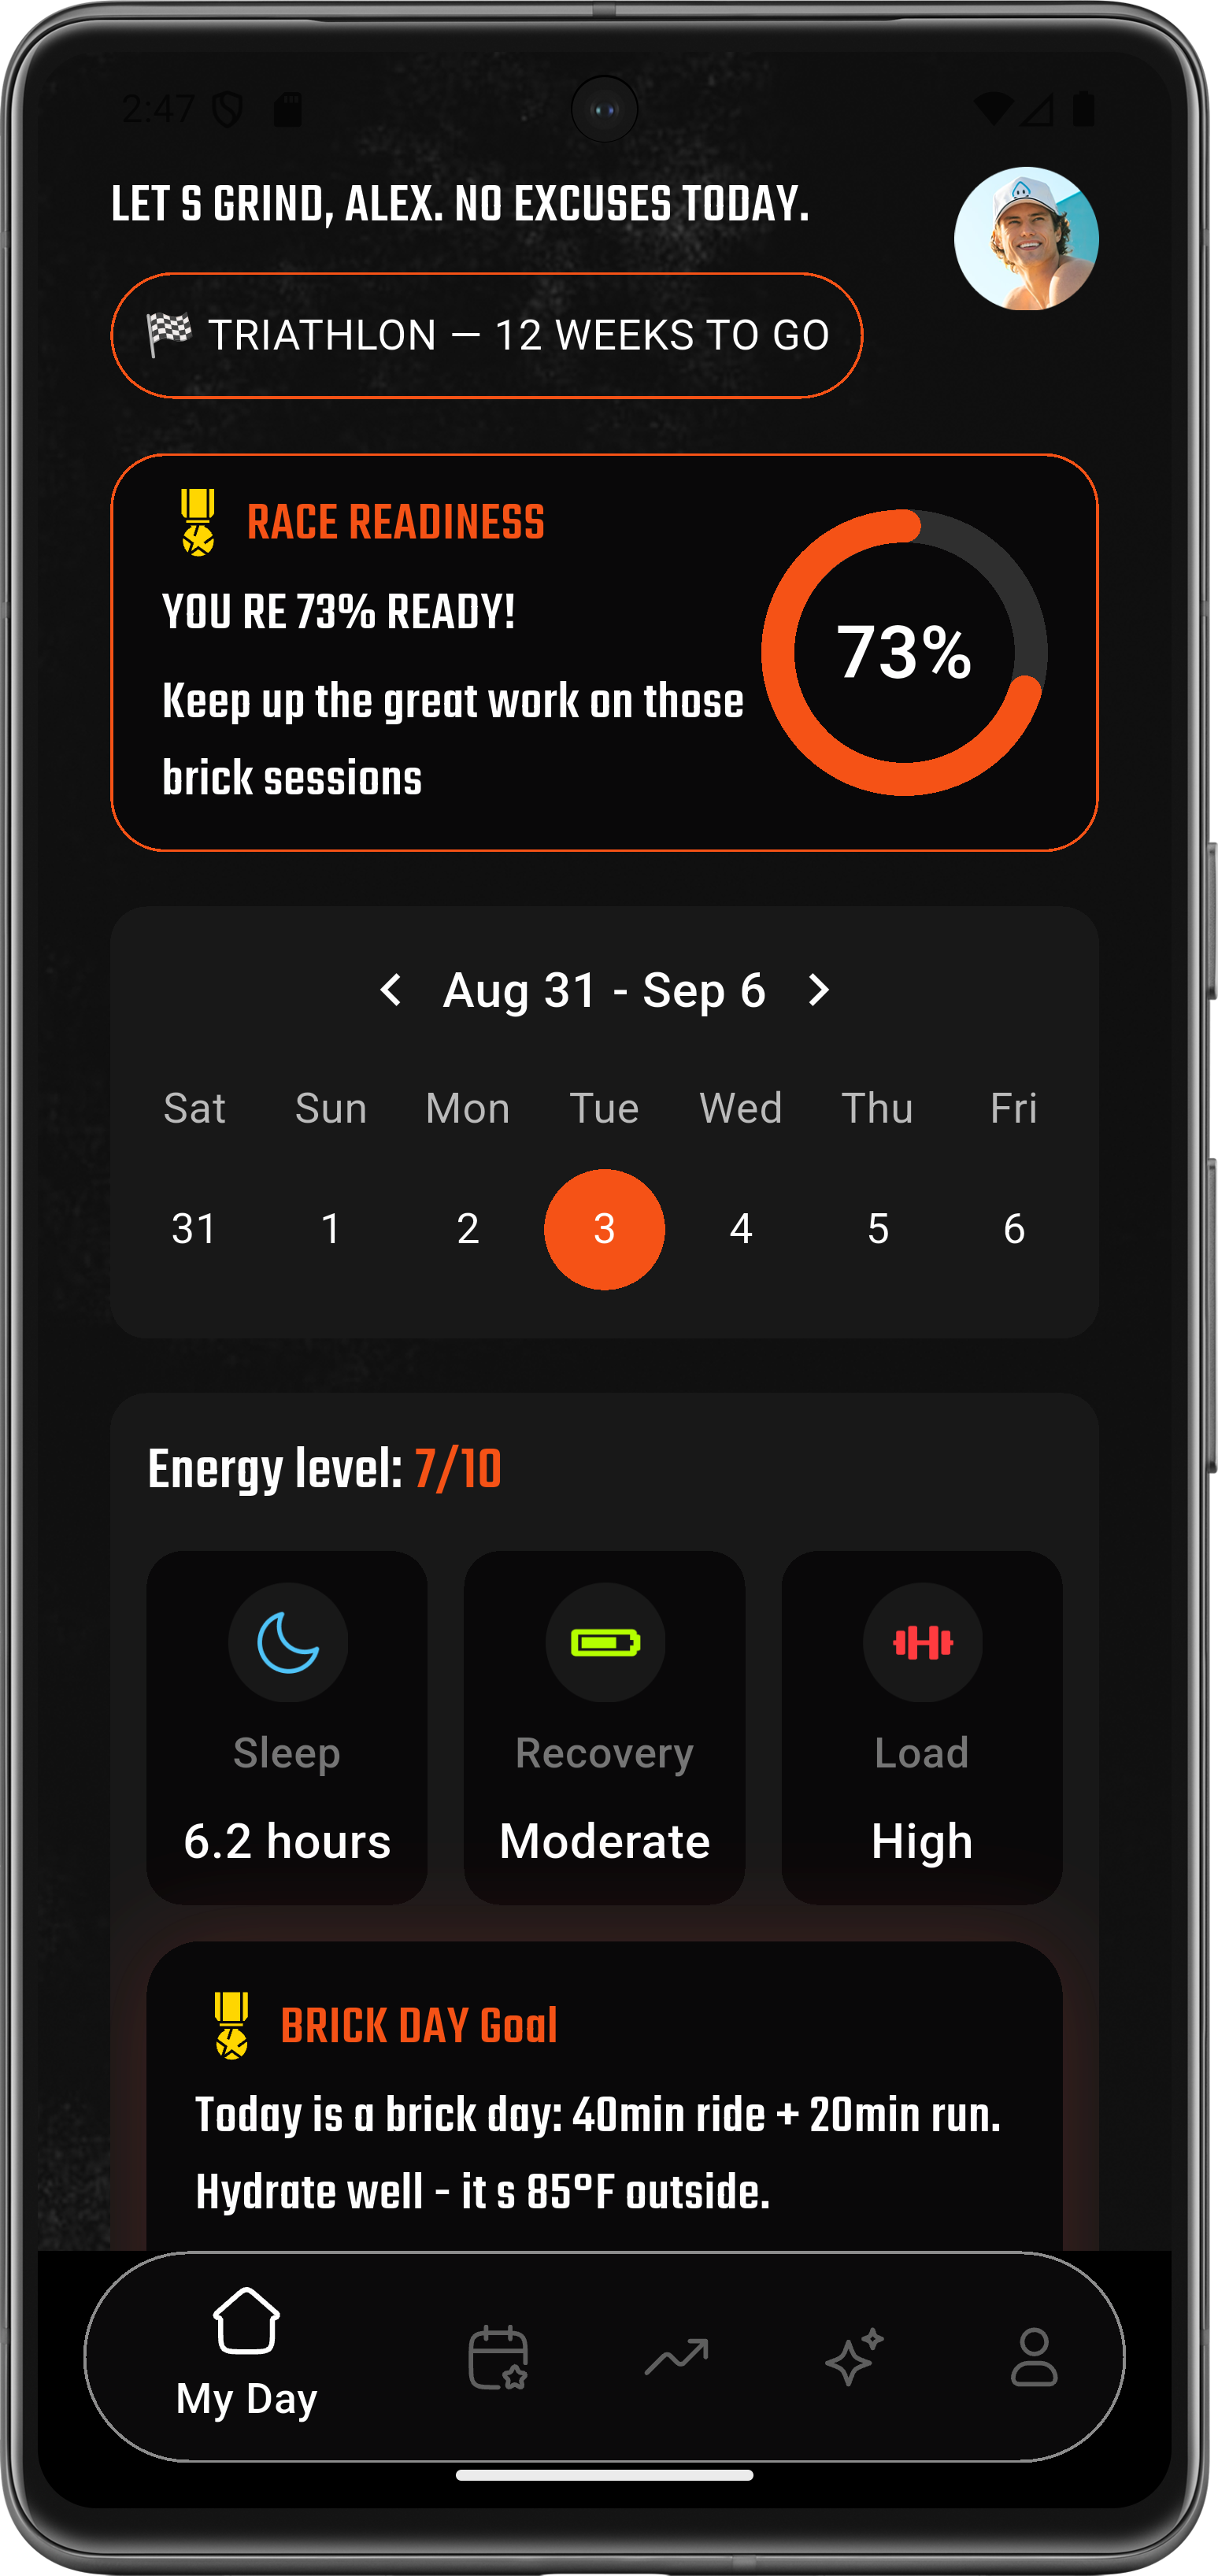 2:47
LET S GRIND, ALEX. NO EXCUSES TODAY.
🏁 TRIATHLON — 12 WEEKS TO GO
RACE READINESS
YOU RE 73% READY!
Keep up the great work on those
brick sessions
73%
Aug 31 - Sep 6
Sat Sun Mon Tue Wed Thu Fri
31 1 2 3 4 5 6
Energy level: 7/10
Sleep Recovery Load
6.2 hours Moderate High
BRICK DAY Goal
Today is a brick day: 40min ride + 20min run.
Hydrate well - it s 85°F outside.
My Day